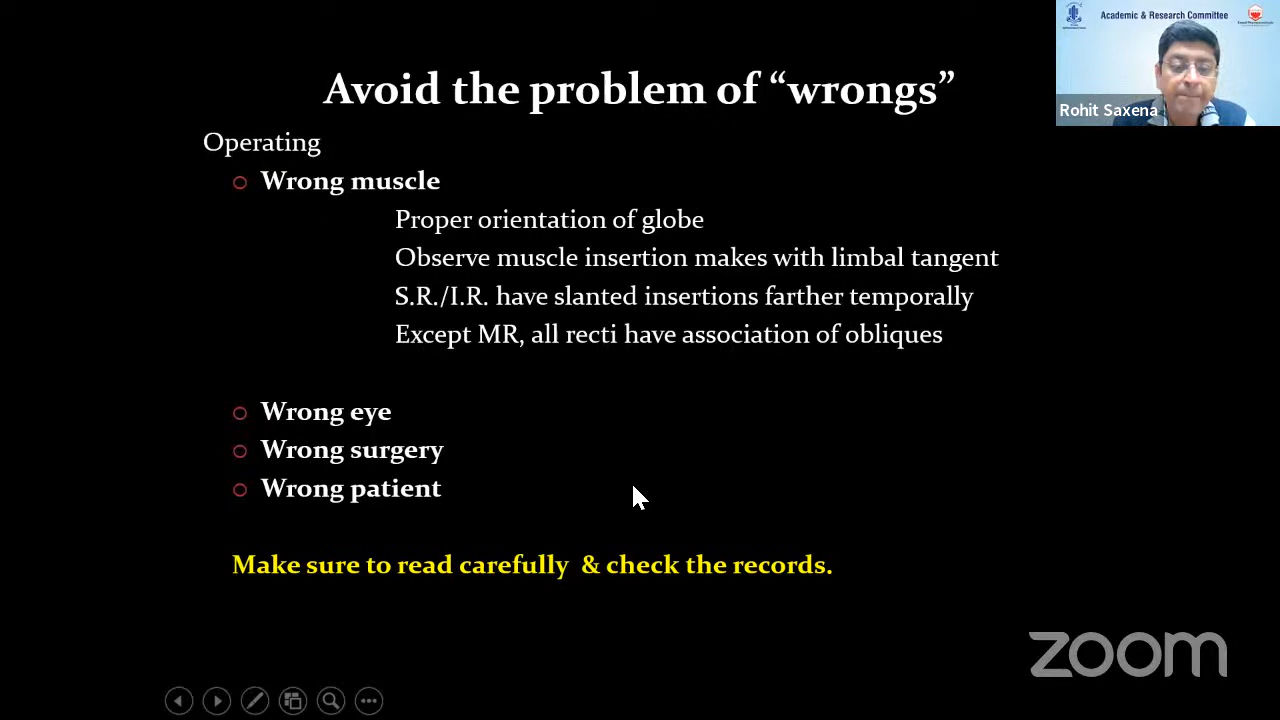 Academic & Research Committee
Avoid the problem of “wrongs”
Rohit Saxena
Operating
Wrong muscle
Proper orientation of globe
Observe muscle insertion makes with limbal tangent
S.R./I.R. have slanted insertions farther temporally
Except MR, all recti have association of obliques
Wrong eye
Wrong surgery
Wrong patient
Make sure to read carefully & check the records.
zoom